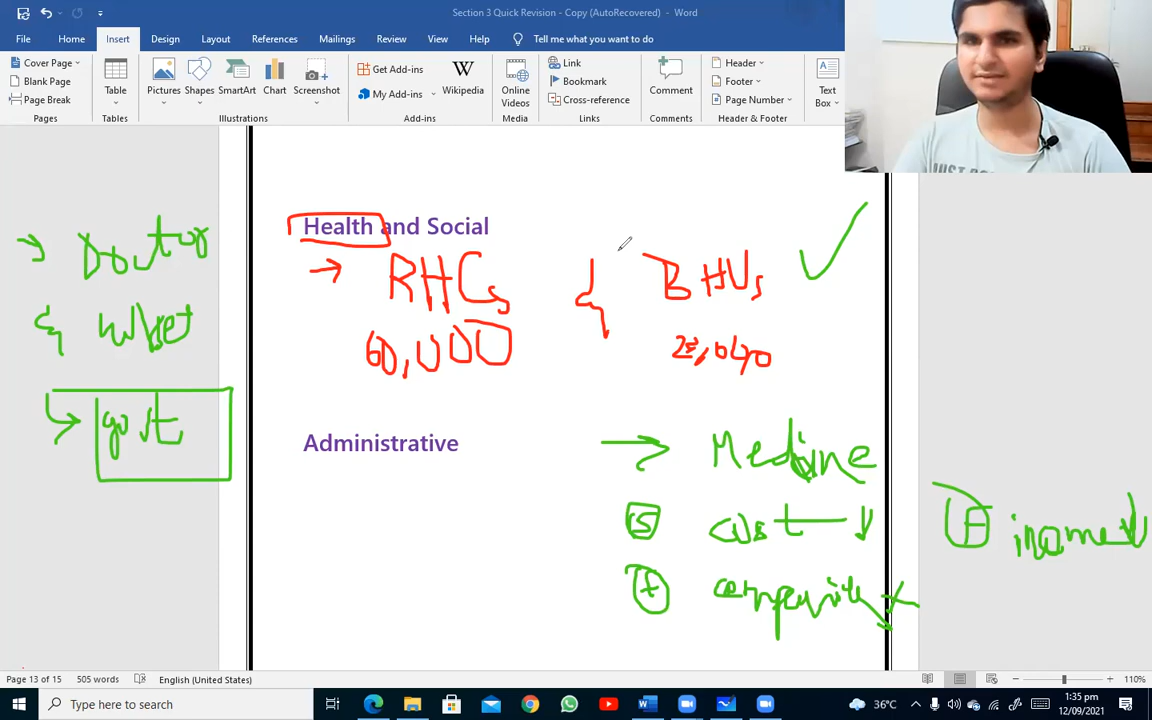 Section 3 Quick Revision - Copy (AutoRecovered) - Word
File Home Insert Design Layout References Mailings Review View Help Tell me what you want to do
Cover Page
Blank Page
Page Break
Pages
Table
Tables
Pictures Shapes SmartArt Chart Screenshot
Illustrations
Get Add-ins
My Add-ins
Wikipedia
Add-ins
Online Videos
Media
Link
Bookmark
Cross-reference
Links
Comment
Comments
Header
Footer
Page Number
Header & Footer
Text Box
JUST
Health and Social
→ RHCs & BHUs
60,000
→ Doctor
&
→ govt
Administrative
→ Medicine
S cost ↓
Page 13 of 15 505 words English (United States) 110%
Type here to search
36°C
1:35 pm
12/09/2021